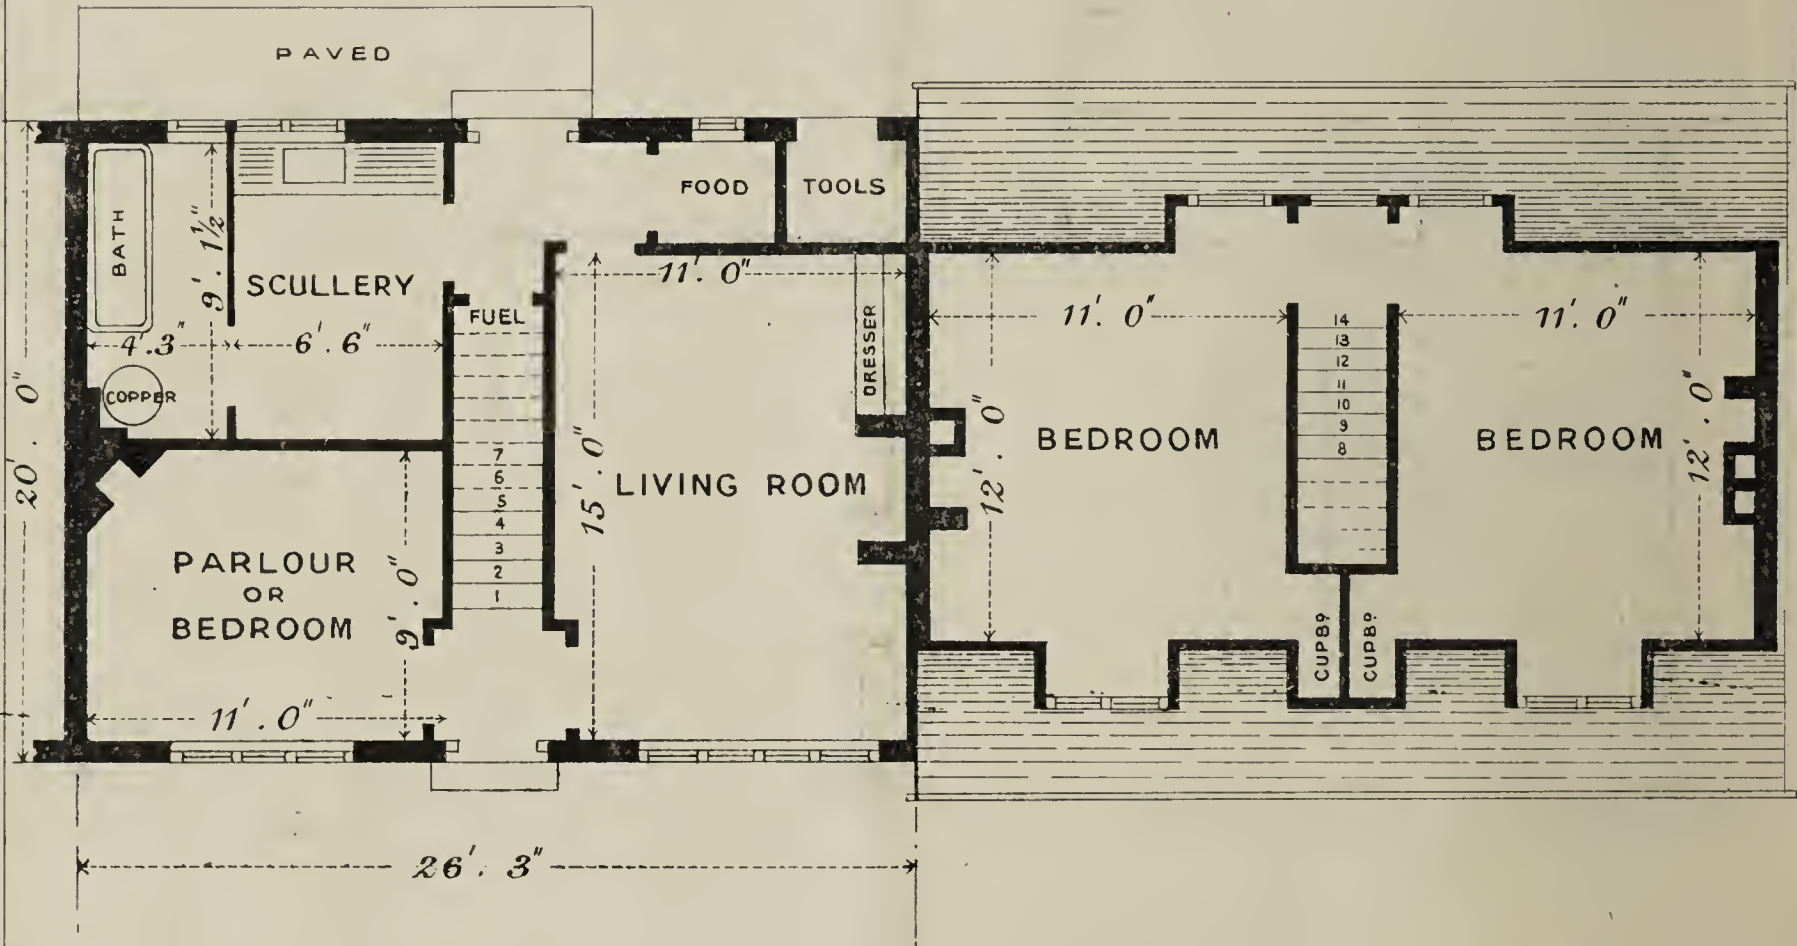 PAVED
FOOD
TOOLS
BATH
9'. 1½"
SCULLERY
11'. 0"
FUEL
4'. 3"
6'. 6"
COPPER
DRESSER
20'. 0"
15'. 0"
LIVING ROOM
7
6
5
4
3
2
1
PARLOUR
OR
BEDROOM
9'. 0"
11'. 0"
26'. 3"
11'. 0"
11'. 0"
14
13
12
11
10
9
8
12'. 0"
BEDROOM
BEDROOM
12'. 0"
CUPBD
CUPBD